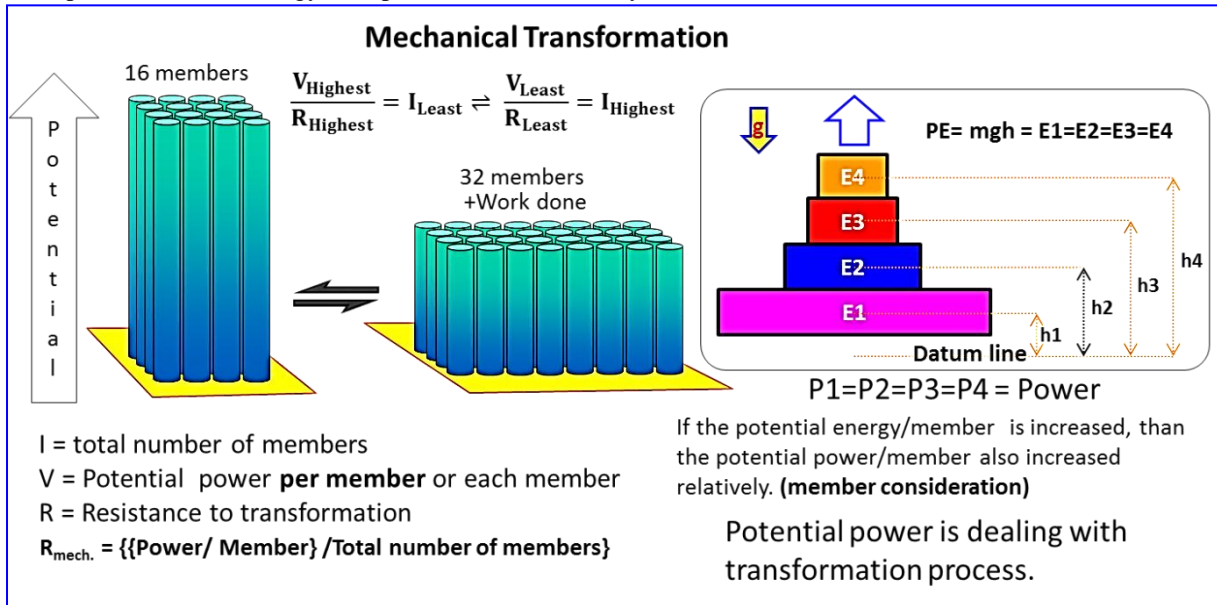 Mechanical Transformation
16 members
V_Highest / R_Highest = I_Least ⇌ V_Least / R_Least = I_Highest
P
o
t
e
n
t
i
a
l
32 members
+Work done
g
PE= mgh = E1=E2=E3=E4
E4
E3
E2
E1
h1
h2
h3
h4
Datum line
P1=P2=P3=P4 = Power
I = total number of members
V = Potential power per member or each member
R = Resistance to transformation
R_mech. = {{Power/ Member} /Total number of members}
If the potential energy/member is increased, than
the potential power/member also increased
relatively. (member consideration)
Potential power is dealing with
transformation process.